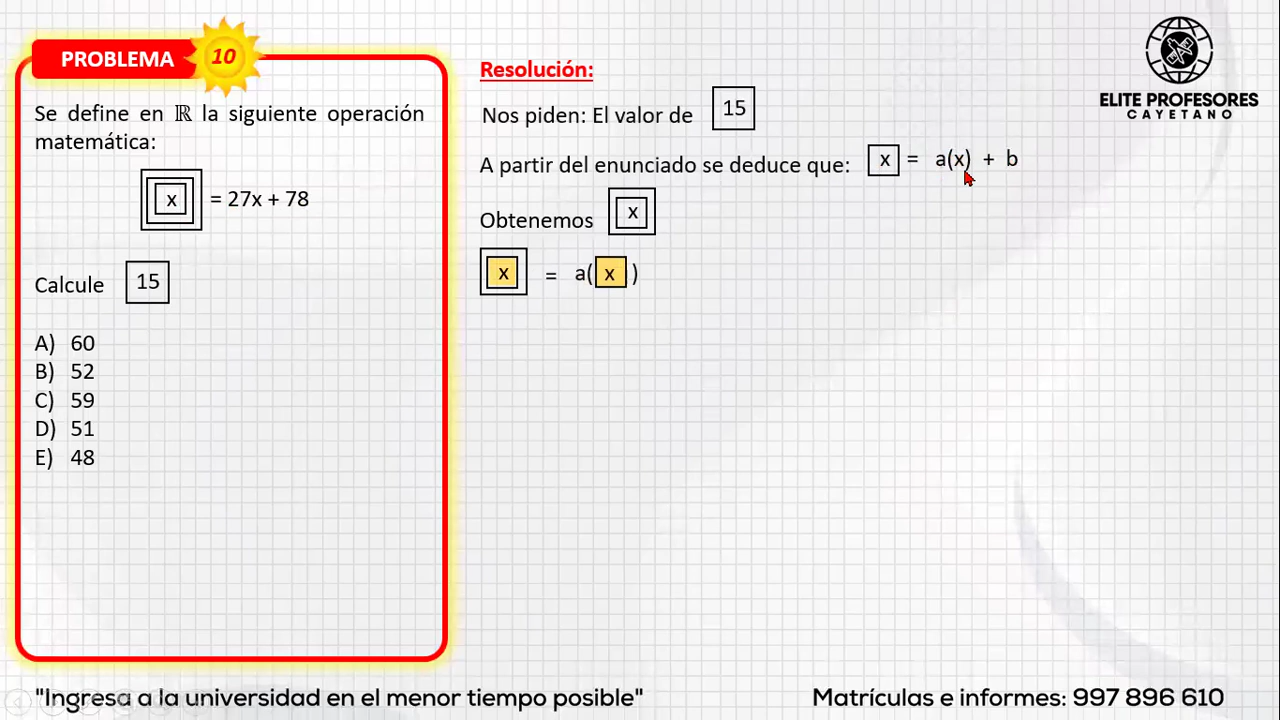 PROBLEMA 10
Se define en ℝ la siguiente operación
matemática:
x = 27x + 78
Calcule 15
A) 60
B) 52
C) 59
D) 51
E) 48
Resolución:
Nos piden: El valor de 15
A partir del enunciado se deduce que: x = a(x) + b
Obtenemos x
x = a( x )
ELITE PROFESORES
CAYETANO
"Ingresa a la universidad en el menor tiempo posible"
Matrículas e informes: 997 896 610